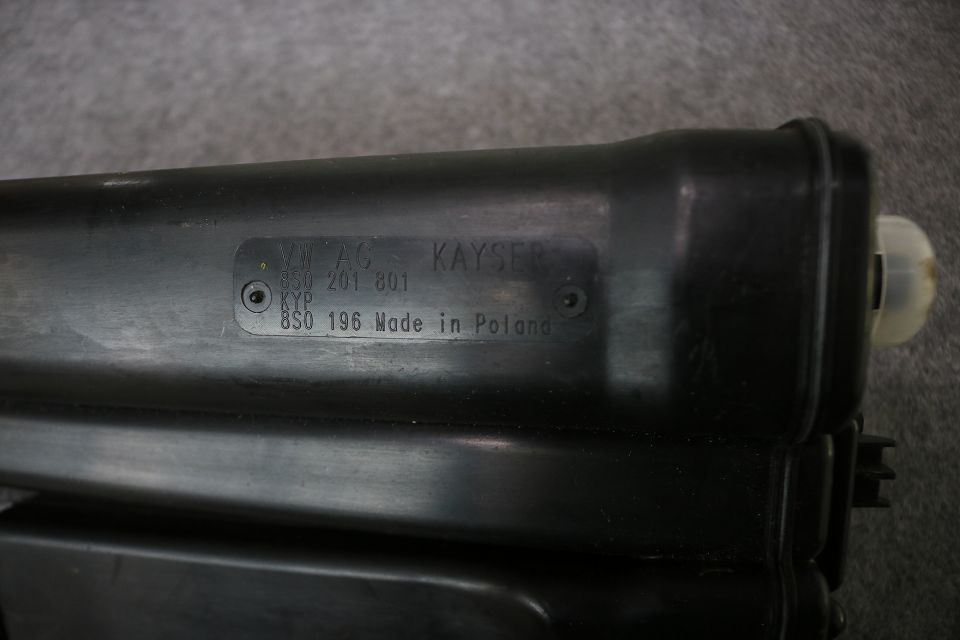 VW AG KAYSER
8S0 201 801
KYP
8S0 196 Made in Poland